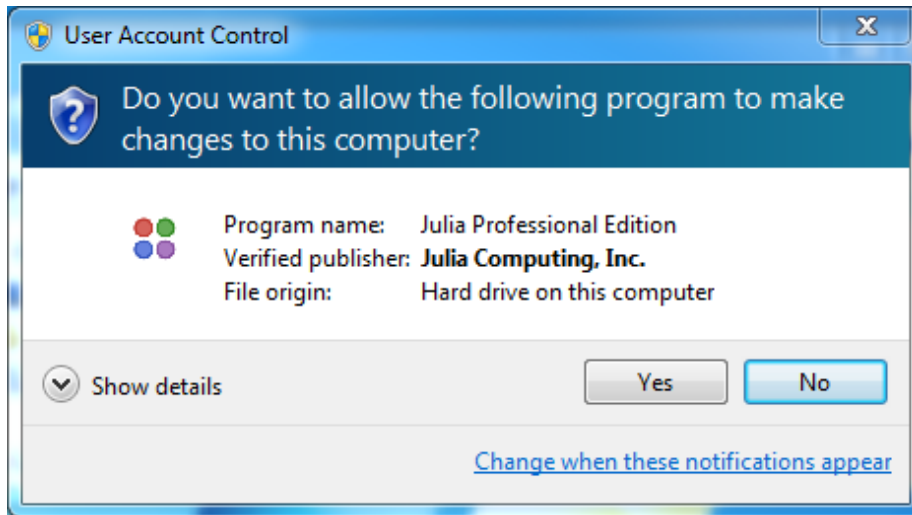 User Account Control
Do you want to allow the following program to make
changes to this computer?
Program name: Julia Professional Edition
Verified publisher: Julia Computing, Inc.
File origin: Hard drive on this computer
Show details
Yes
No
Change when these notifications appear